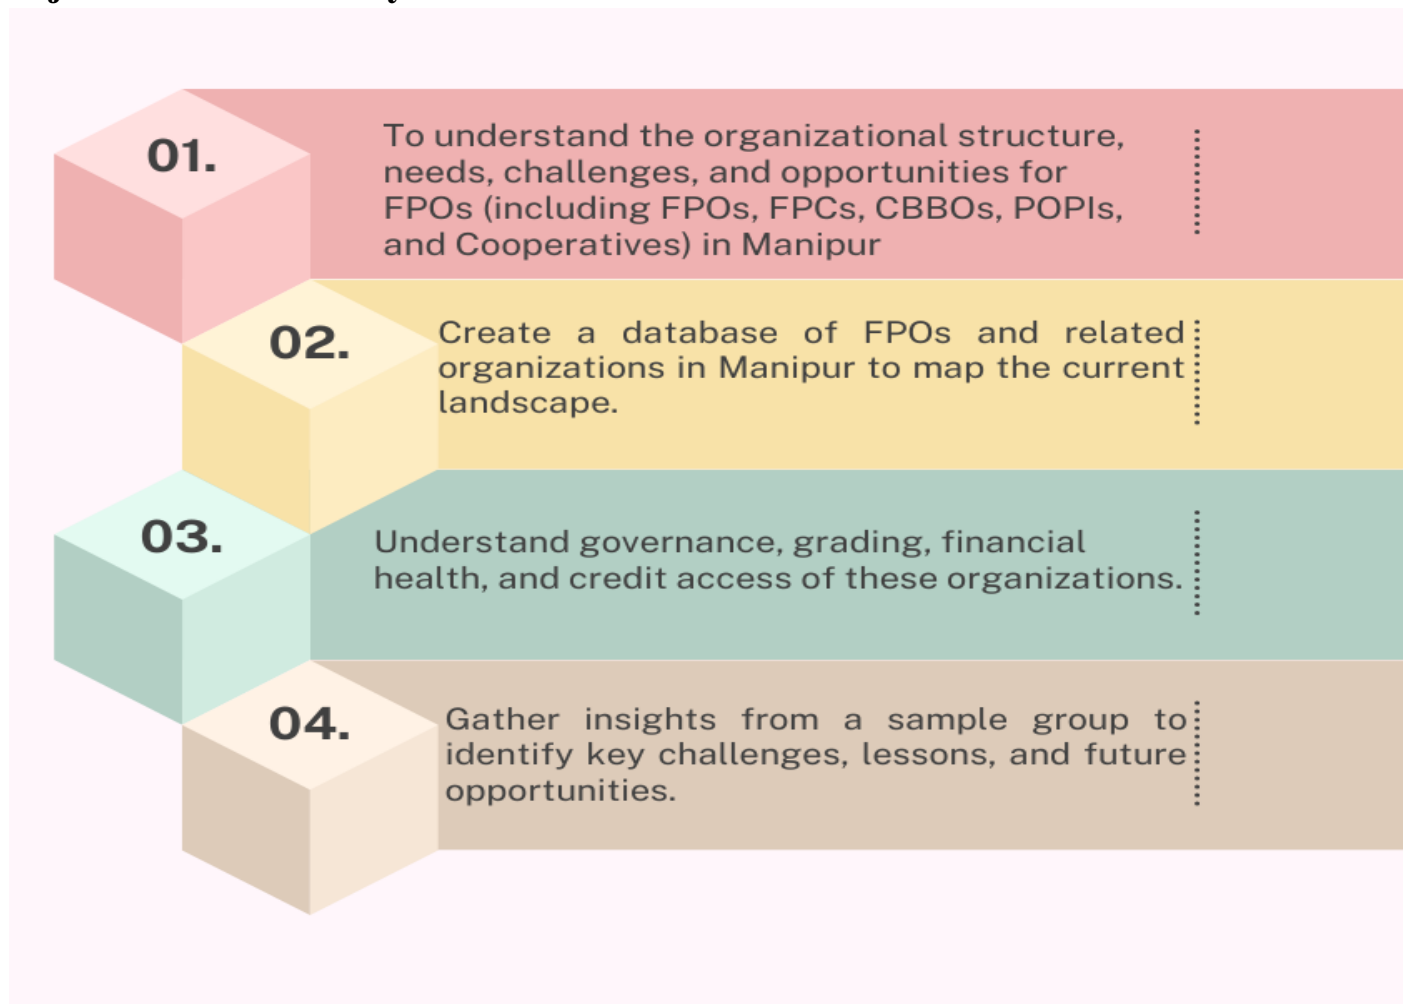 01.
To understand the organizational structure,
needs, challenges, and opportunities for
FPOs (including FPOs, FPCs, CBBOs, POPIs,
and Cooperatives) in Manipur
02.
Create a database of FPOs and related
organizations in Manipur to map the current
landscape.
03.
Understand governance, grading, financial
health, and credit access of these organizations.
04.
Gather insights from a sample group to
identify key challenges, lessons, and future
opportunities.